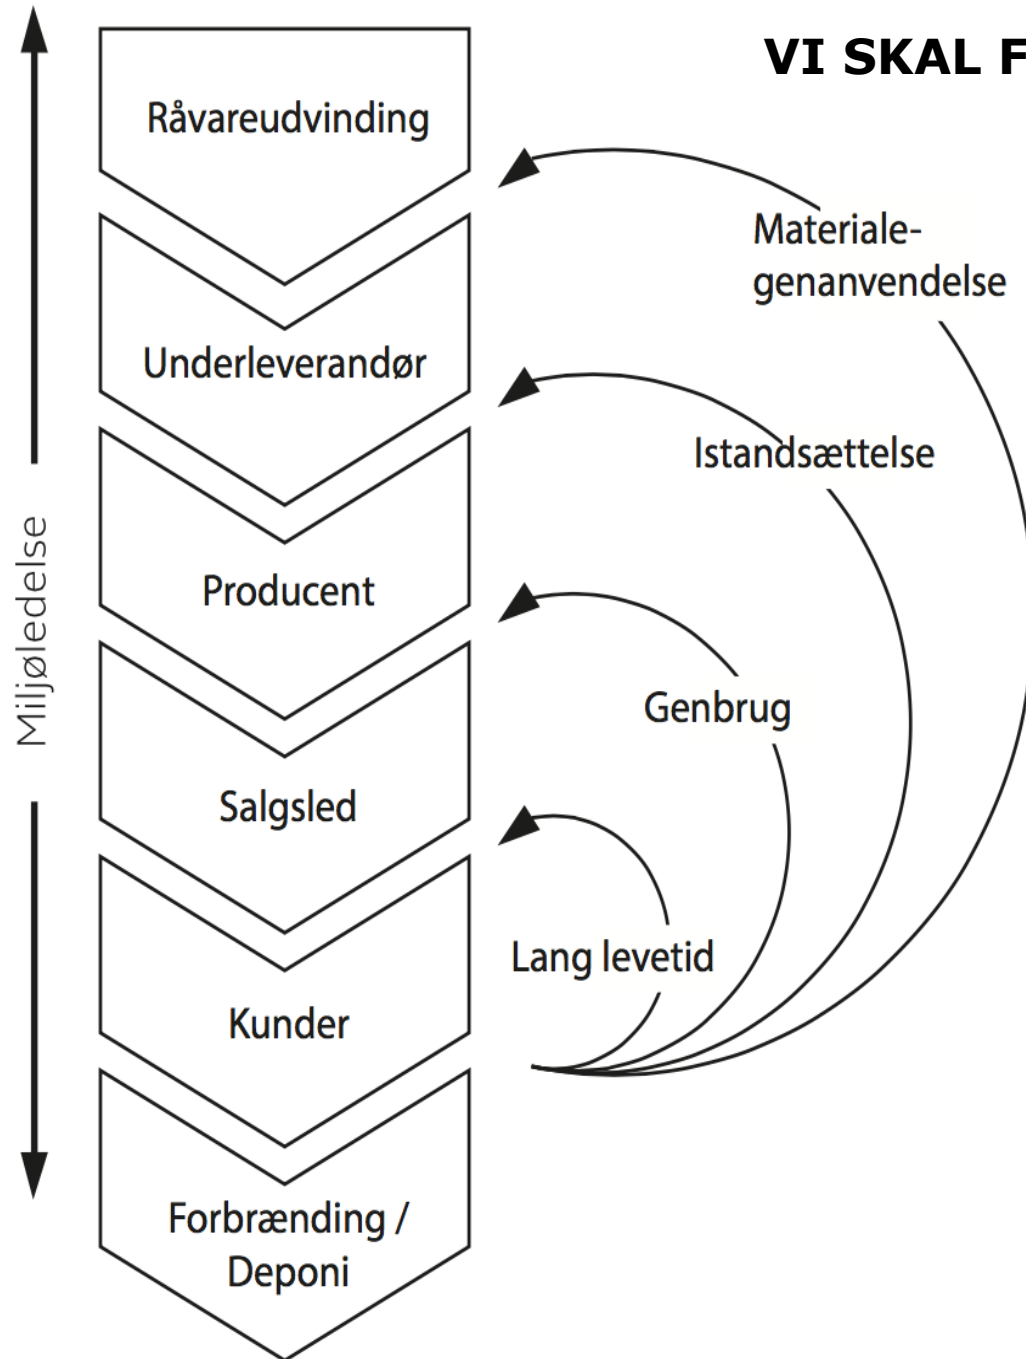 VI SKAL F
Råvareudvinding
Materiale-
genanvendelse
Underleverandør
Istandsættelse
Miljøledelse
Producent
Genbrug
Salgsled
Lang levetid
Kunder
Forbrænding /
Deponi